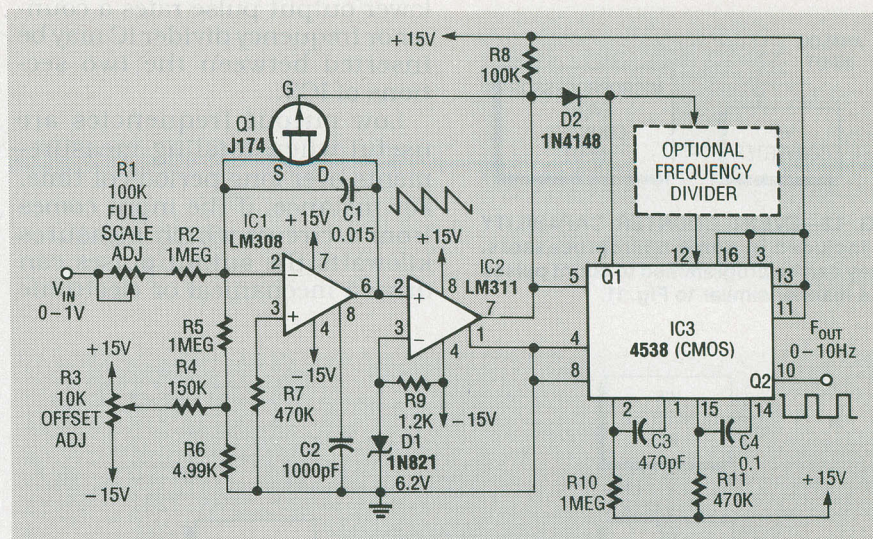 +15V
R8
100K
G
Q1
J174
S
D
D2
1N4148
OPTIONAL
FREQUENCY
DIVIDER
R1
100K
FULL
SCALE
ADJ
R2
1MEG
C1
0.015
IC1
LM308
+15V
7
2
−
3
+
6
8
4
−15V
+15V
IC2
LM311
8
2
+
3
−
7
1
4
−15V
VIN
0–1V
R5
1MEG
+15V
R3
10K
OFFSET
ADJ
−15V
R4
150K
R6
4.99K
R7
470K
C2
1000pF
R9
1.2K
D1
1N821
6.2V
7
12
16
3
Q1
5
13
11
IC3
4538 (CMOS)
4
8
FOUT
0–10Hz
10
Q2
2
1
15
14
C3
470pF
C4
0.1
R10
1MEG
R11
470K
+15V